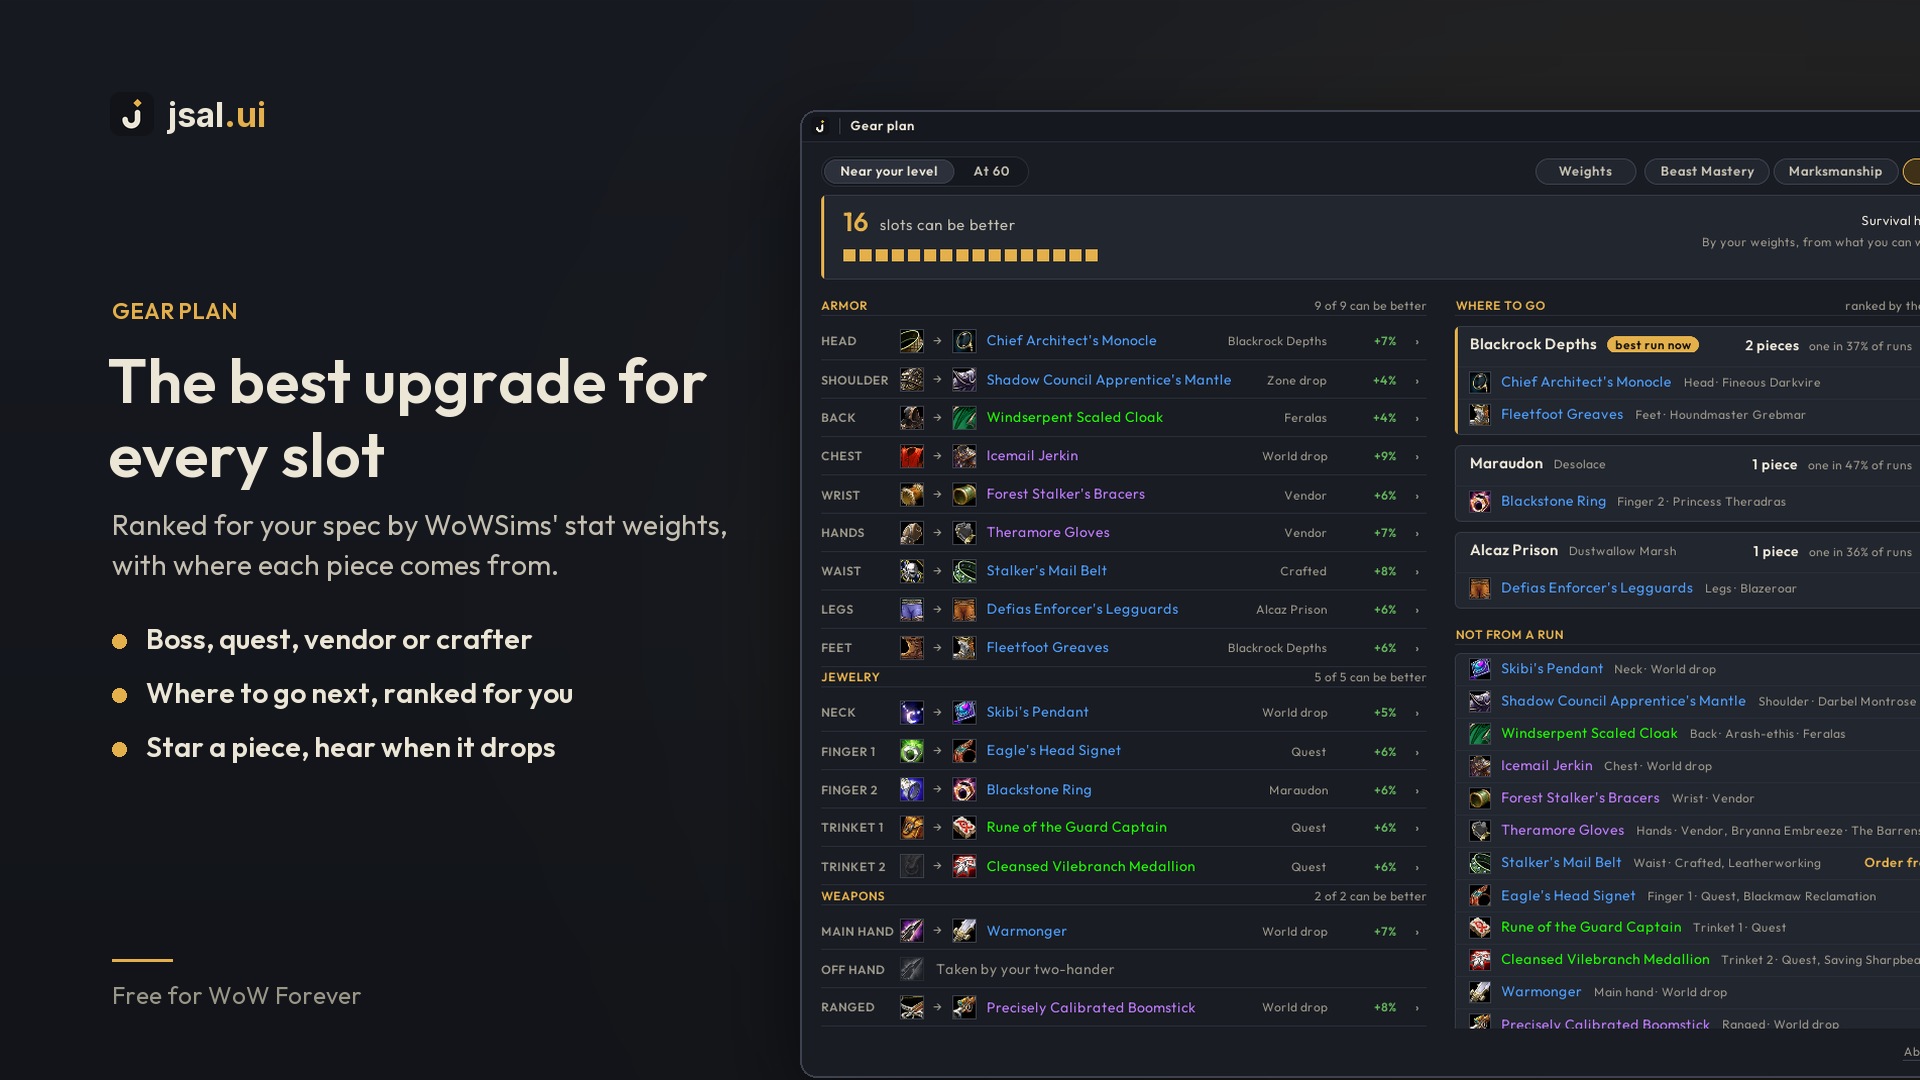 jsal.ui
GEAR PLAN
The best upgrade for
every slot
Ranked for your spec by WoWSims' stat weights,
with where each piece comes from.
Boss, quest, vendor or crafter
Where to go next, ranked for you
Star a piece, hear when it drops
Free for WoW Forever
Gear plan
Near your level At 60 Weights Beast Mastery Marksmanship
16 slots can be better
Survival
By your weights, from what you can
ARMOR 9 of 9 can be better
HEAD → Chief Architect's Monocle Blackrock Depths +7% ›
SHOULDER → Shadow Council Apprentice's Mantle Zone drop +4% ›
BACK → Windserpent Scaled Cloak Feralas +4% ›
CHEST → Icemail Jerkin World drop +9% ›
WRIST → Forest Stalker's Bracers Vendor +6% ›
HANDS → Theramore Gloves Vendor +7% ›
WAIST → Stalker's Mail Belt Crafted +8% ›
LEGS → Defias Enforcer's Legguards Alcaz Prison +6% ›
FEET → Fleetfoot Greaves Blackrock Depths +6% ›
JEWELRY 5 of 5 can be better
NECK → Skibi's Pendant World drop +5% ›
FINGER 1 → Eagle's Head Signet Quest +6% ›
FINGER 2 → Blackstone Ring Maraudon +6% ›
TRINKET 1 → Rune of the Guard Captain Quest +6% ›
TRINKET 2 → Cleansed Vilebranch Medallion Quest +6% ›
WEAPONS 2 of 2 can be better
MAIN HAND → Warmonger World drop +7% ›
OFF HAND Taken by your two-hander
RANGED → Precisely Calibrated Boomstick World drop +8% ›
WHERE TO GO ranked by the
Blackrock Depths best run now 2 pieces one in 37% of runs
Chief Architect's Monocle Head · Fineous Darkvire
Fleetfoot Greaves Feet · Houndmaster Grebmar
Maraudon Desolace 1 piece one in 47% of runs
Blackstone Ring Finger 2 · Princess Theradras
Alcaz Prison Dustwallow Marsh 1 piece one in 36% of runs
Defias Enforcer's Legguards Legs · Blazeroar
NOT FROM A RUN
Skibi's Pendant Neck · World drop
Shadow Council Apprentice's Mantle Shoulder · Darbel Montrose
Windserpent Scaled Cloak Back · Arash-ethis · Feralas
Icemail Jerkin Chest · World drop
Forest Stalker's Bracers Wrist · Vendor
Theramore Gloves Hands · Vendor, Bryanna Embreeze · The Barrens
Stalker's Mail Belt Waist · Crafted, Leatherworking Order
Eagle's Head Signet Finger 1 · Quest, Blackmaw Reclamation
Rune of the Guard Captain Trinket 1 · Quest
Cleansed Vilebranch Medallion Trinket 2 · Quest, Saving
Warmonger Main hand · World drop
Precisely Calibrated Boomstick Ranged · World drop